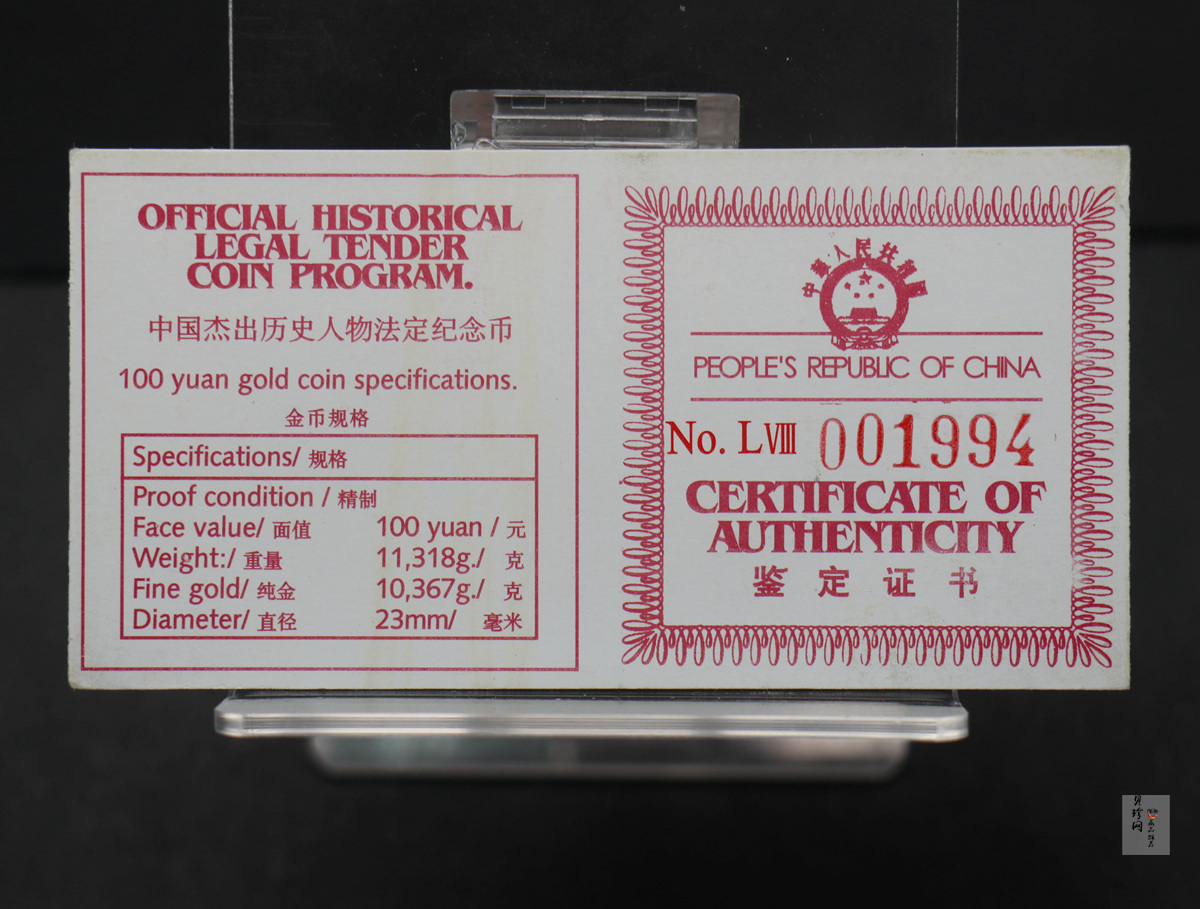 OFFICIAL HISTORICAL
LEGAL TENDER
COIN PROGRAM.
中国杰出历史人物法定纪念币
100 yuan gold coin specifications.
金币规格
Specifications/ 规格
Proof condition / 精制
Face value/ 面值 100 yuan / 元
Weight:/ 重量 11,318g./ 克
Fine gold/ 纯金 10,367g./ 克
Diameter/ 直径 23mm/ 毫米
中华人民共和国
PEOPLE'S REPUBLIC OF CHINA
No. LVIII 001994
CERTIFICATE OF
AUTHENTICITY
鉴定证书